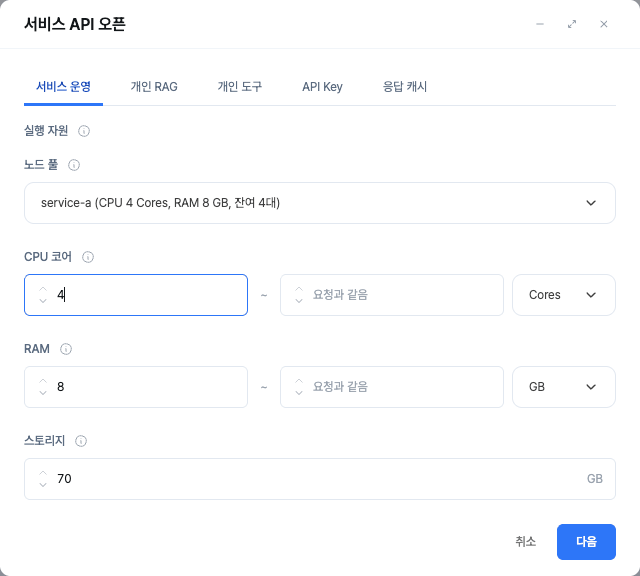 서비스 API 오픈
서비스 운영
개인 RAG
개인 도구
API Key
응답 캐시
실행 자원
노드 풀
service-a (CPU 4 Cores, RAM 8 GB, 잔여 4대)
CPU 코어
4
~
요청과 같음
Cores
RAM
8
~
요청과 같음
GB
스토리지
70
GB
취소
다음